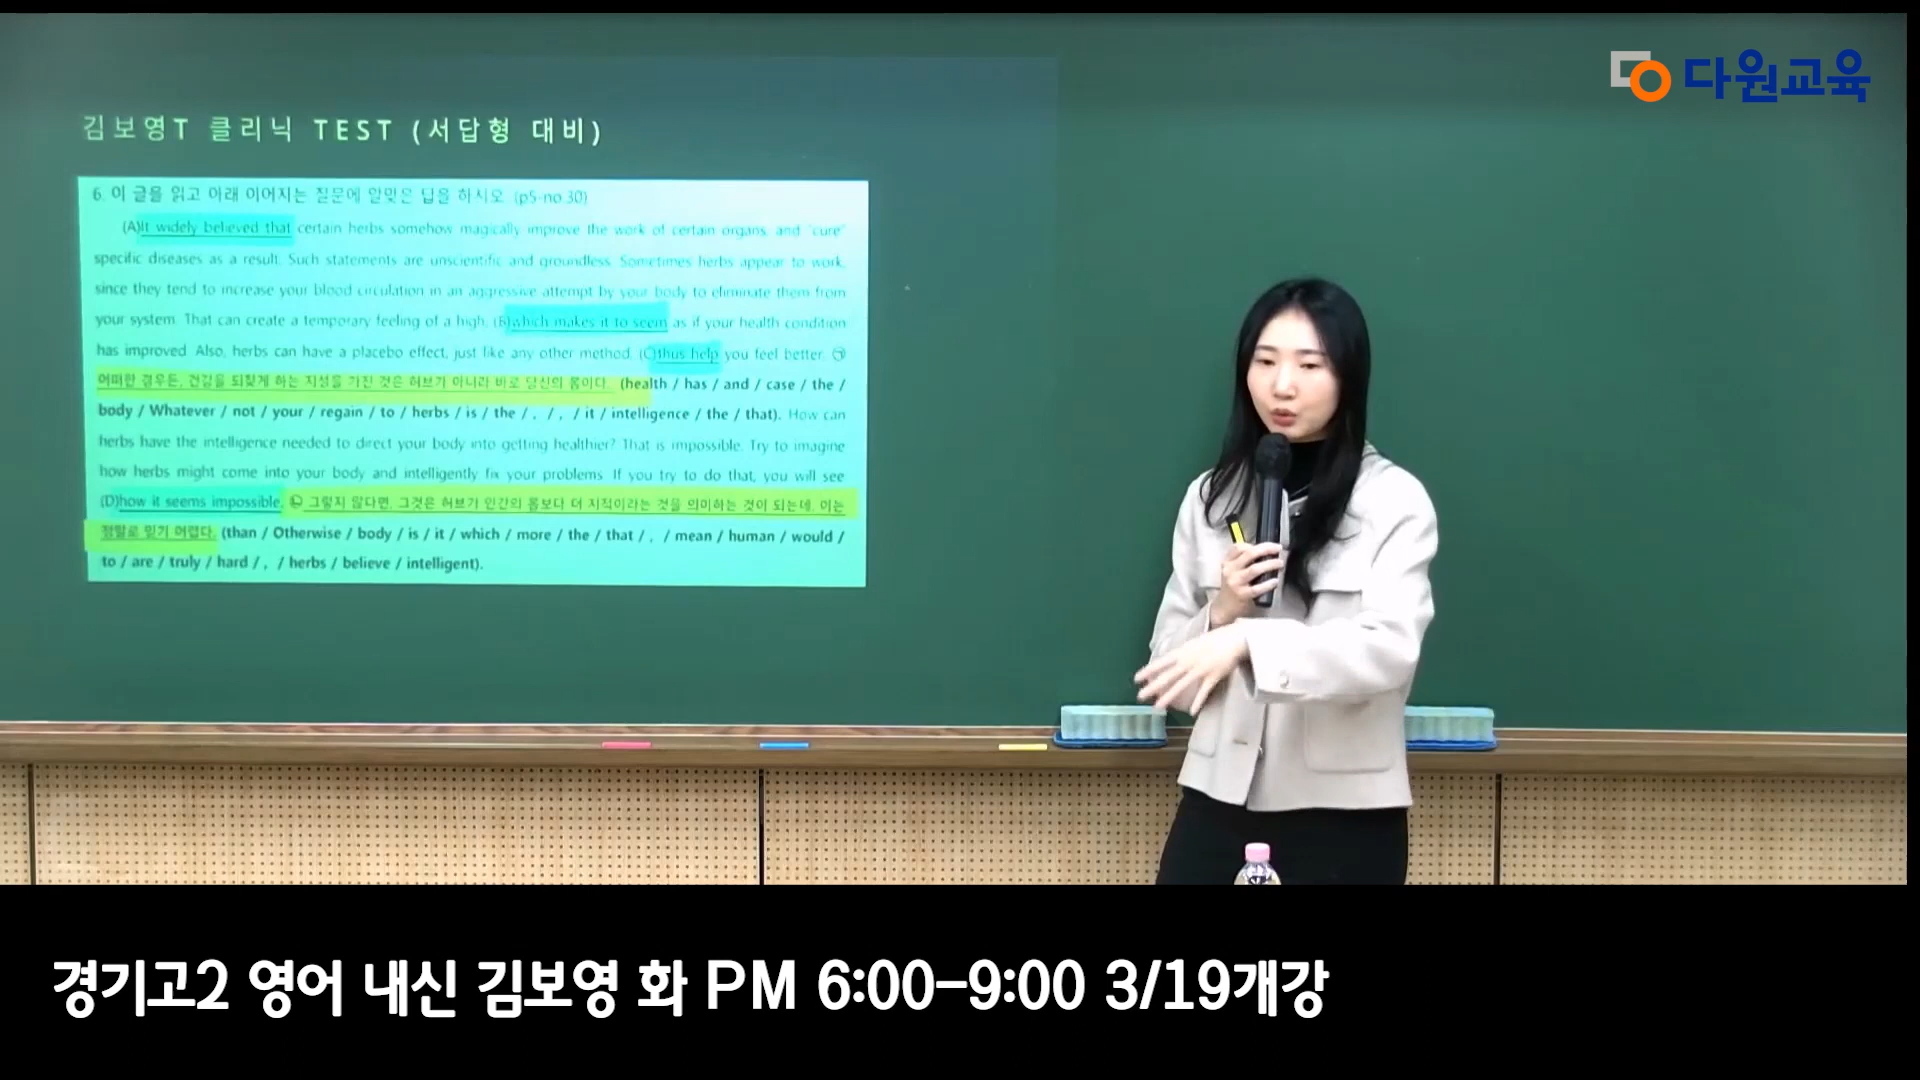 다원교육
김보영T 클리닉 TEST (서답형 대비)
6. 이 글을 읽고 아래 이어지는 질문에 알맞은 답을 하시오. (p5-no.30)
(A)It widely believed that certain herbs somehow magically improve the work of certain organs, and "cure"
specific diseases as a result. Such statements are unscientific and groundless. Sometimes herbs appear to work,
since they tend to increase your blood circulation in an aggressive attempt by your body to eliminate them from
your system. That can create a temporary feeling of a high, (B)which makes it to seem as if your health condition
has improved. Also, herbs can have a placebo effect, just like any other method, (C)thus help you feel better. ㉠
어떠한 경우든, 건강을 되찾게 하는 지성을 가진 것은 허브가 아니라 바로 당신의 몸이다. (health / has / and / case / the /
body / Whatever / not / your / regain / to / herbs / is / the / , / , / it / intelligence / the / that). How can
herbs have the intelligence needed to direct your body into getting healthier? That is impossible. Try to imagine
how herbs might come into your body and intelligently fix your problems. If you try to do that, you will see
(D)how it seems impossible. ㉡ 그렇지 않다면, 그것은 허브가 인간의 몸보다 더 지적이라는 것을 의미하는 것이 되는데, 이는
정말로 믿기 어렵다. (than / Otherwise / body / is / it / which / more / the / that / , / mean / human / would /
to / are / truly / hard / , / herbs / believe / intelligent).
경기고2 영어 내신 김보영 화 PM 6:00-9:00 3/19개강